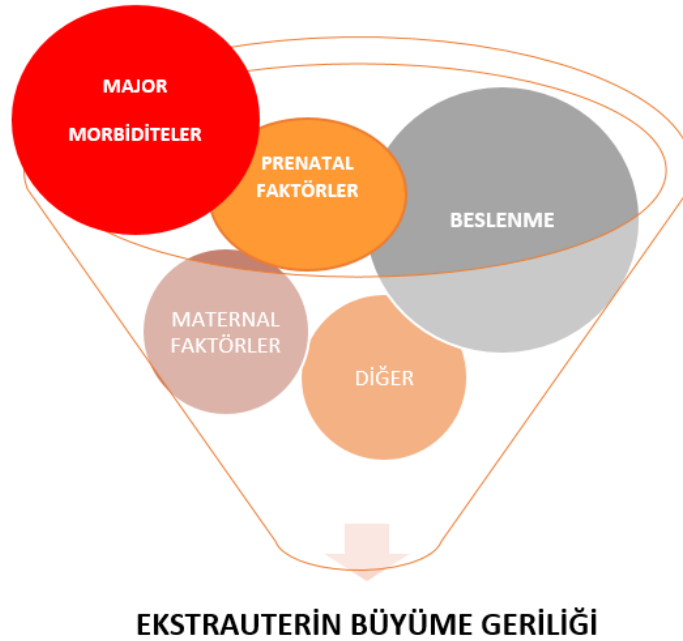 MAJOR
MORBİDİTELER
PRENATAL
FAKTÖRLER
BESLENME
MATERNAL
FAKTÖRLER
DİĞER
EKSTRAUTERİN BÜYÜME GERİLİĞİ